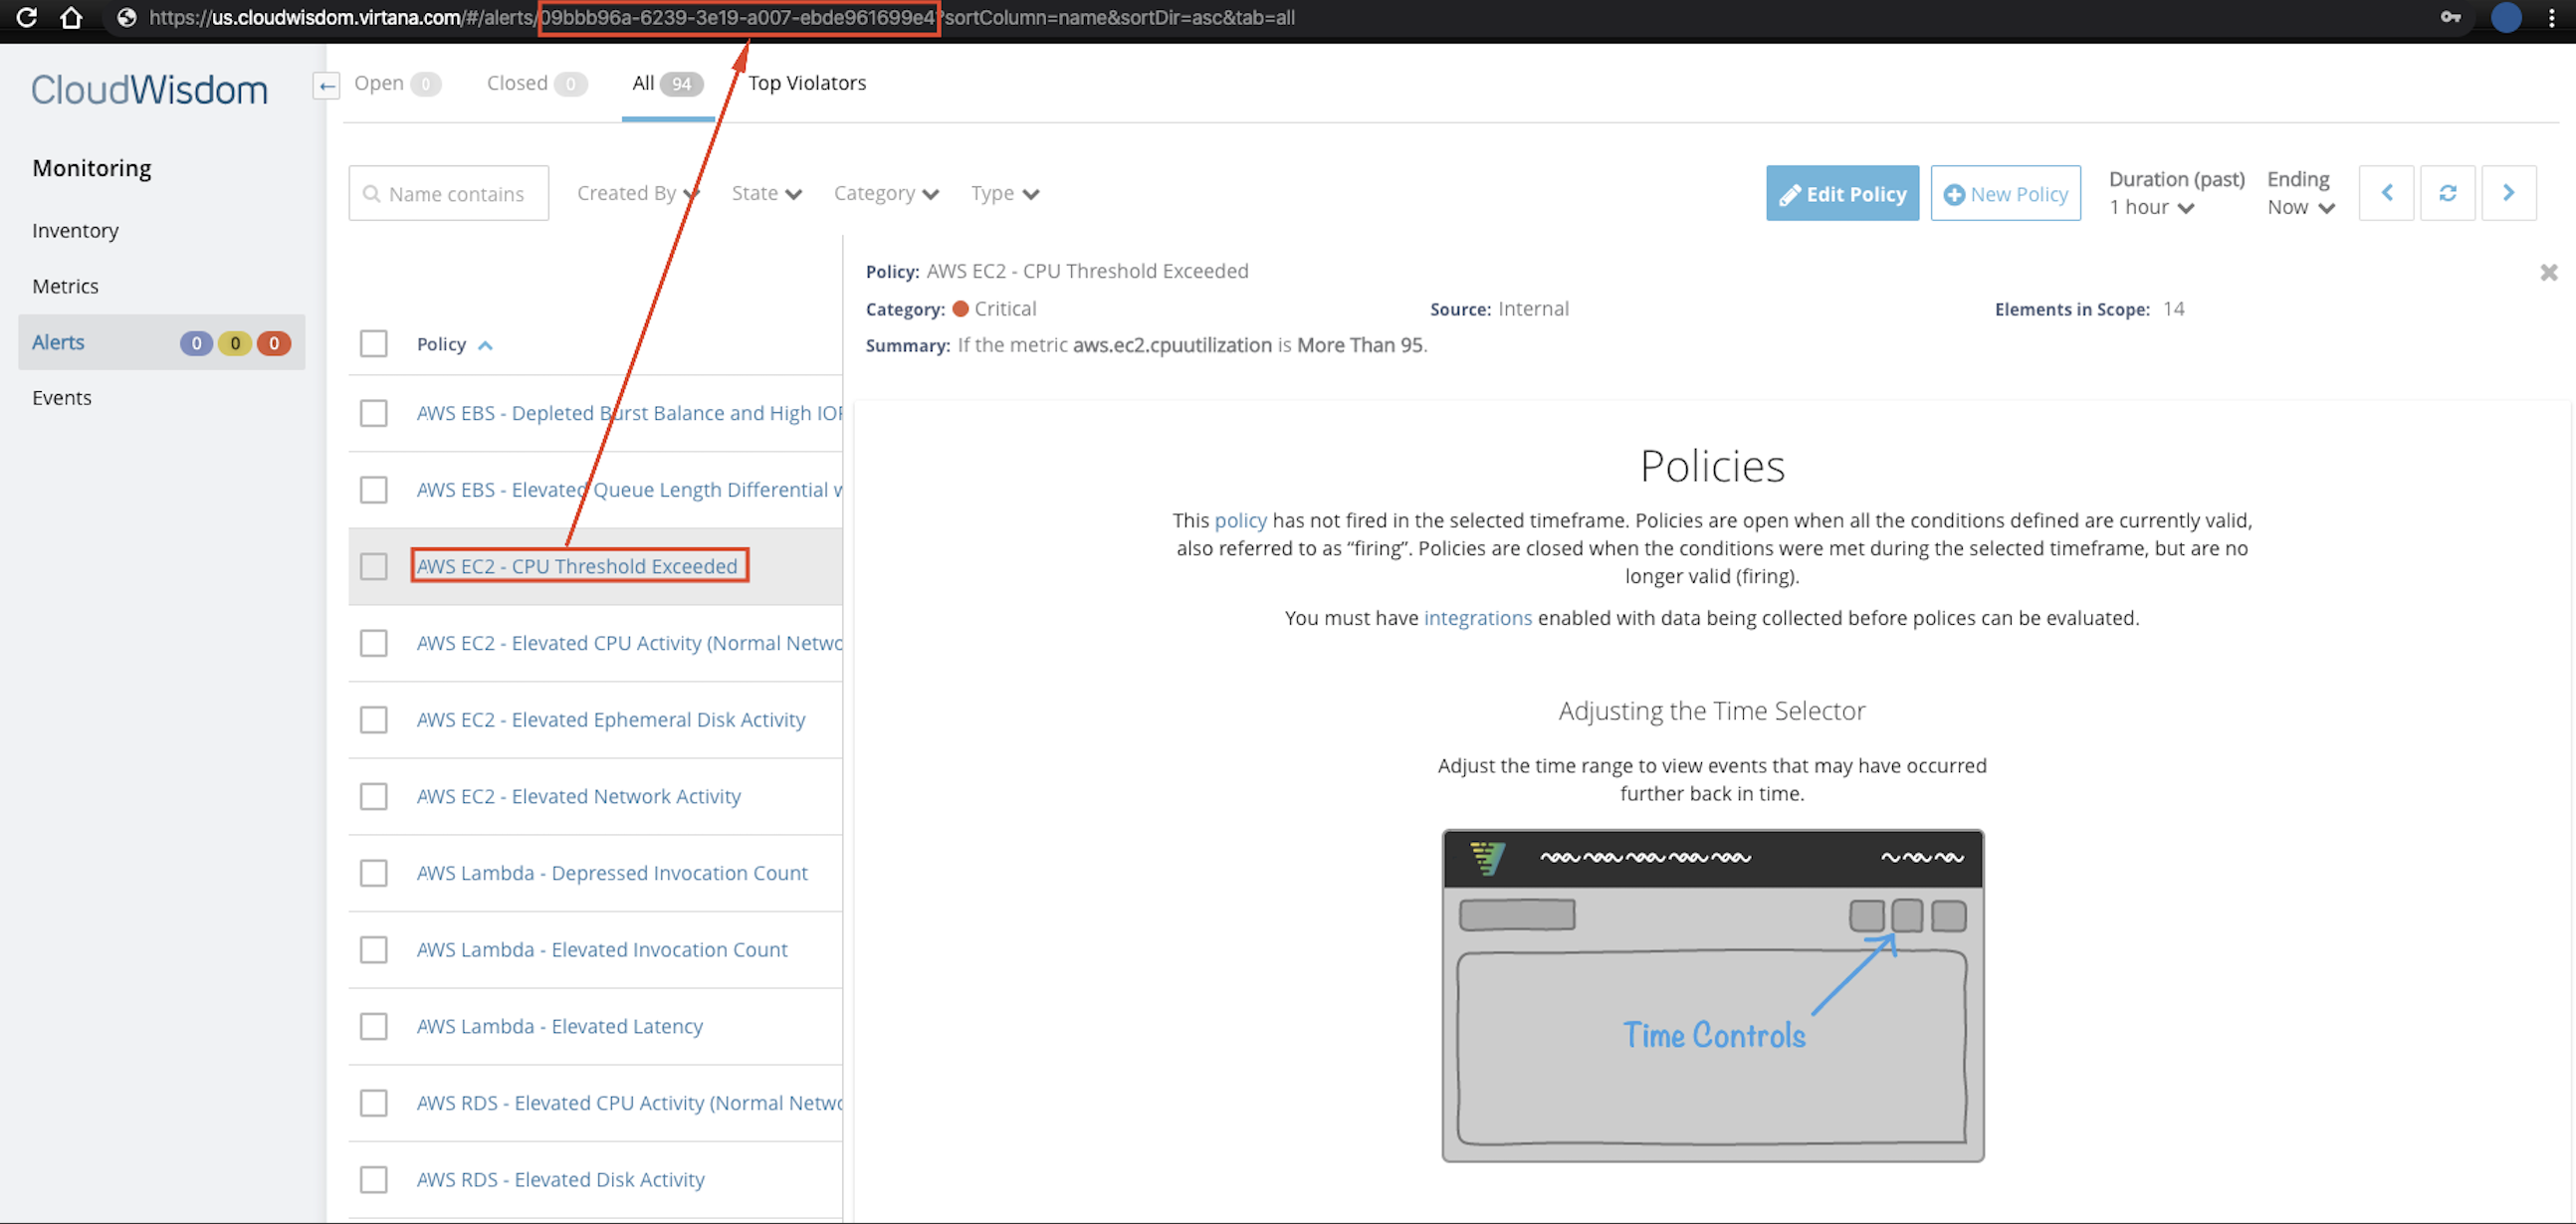 https://us.cloudwisdom.virtana.com/#/alerts/09bbb96a-6239-3e19-a007-ebde961699e4?sortColumn=name&sortDir=asc&tab=all
CloudWisdom
Open 0 Closed 0 All 94 Top Violators
Monitoring
Inventory
Metrics
Alerts 0 0 0
Events
Name contains Created By State Category Type
Edit Policy New Policy
Duration (past) Ending
1 hour Now
Policy: AWS EC2 - CPU Threshold Exceeded
Category: Critical Source: Internal Elements in Scope: 14
Summary: If the metric aws.ec2.cpuutilization is More Than 95.
Policy
AWS EBS - Depleted Burst Balance and High IOP
AWS EBS - Elevated Queue Length Differential w
AWS EC2 - CPU Threshold Exceeded
AWS EC2 - Elevated CPU Activity (Normal Netwo
AWS EC2 - Elevated Ephemeral Disk Activity
AWS EC2 - Elevated Network Activity
AWS Lambda - Depressed Invocation Count
AWS Lambda - Elevated Invocation Count
AWS Lambda - Elevated Latency
AWS RDS - Elevated CPU Activity (Normal Netwo
AWS RDS - Elevated Disk Activity
Policies
This policy has not fired in the selected timeframe. Policies are open when all the conditions defined are currently valid,
also referred to as “firing”. Policies are closed when the conditions were met during the selected timeframe, but are no
longer valid (firing).
You must have integrations enabled with data being collected before polices can be evaluated.
Adjusting the Time Selector
Adjust the time range to view events that may have occurred
further back in time.
Time Controls